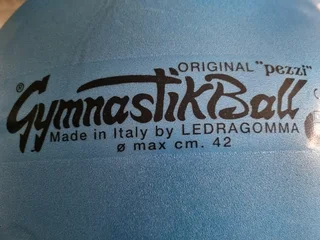 ORIGINAL "pezzi"
® GymnastikBall
Made in Italy by LEDRAGOMMA
ø max cm. 42